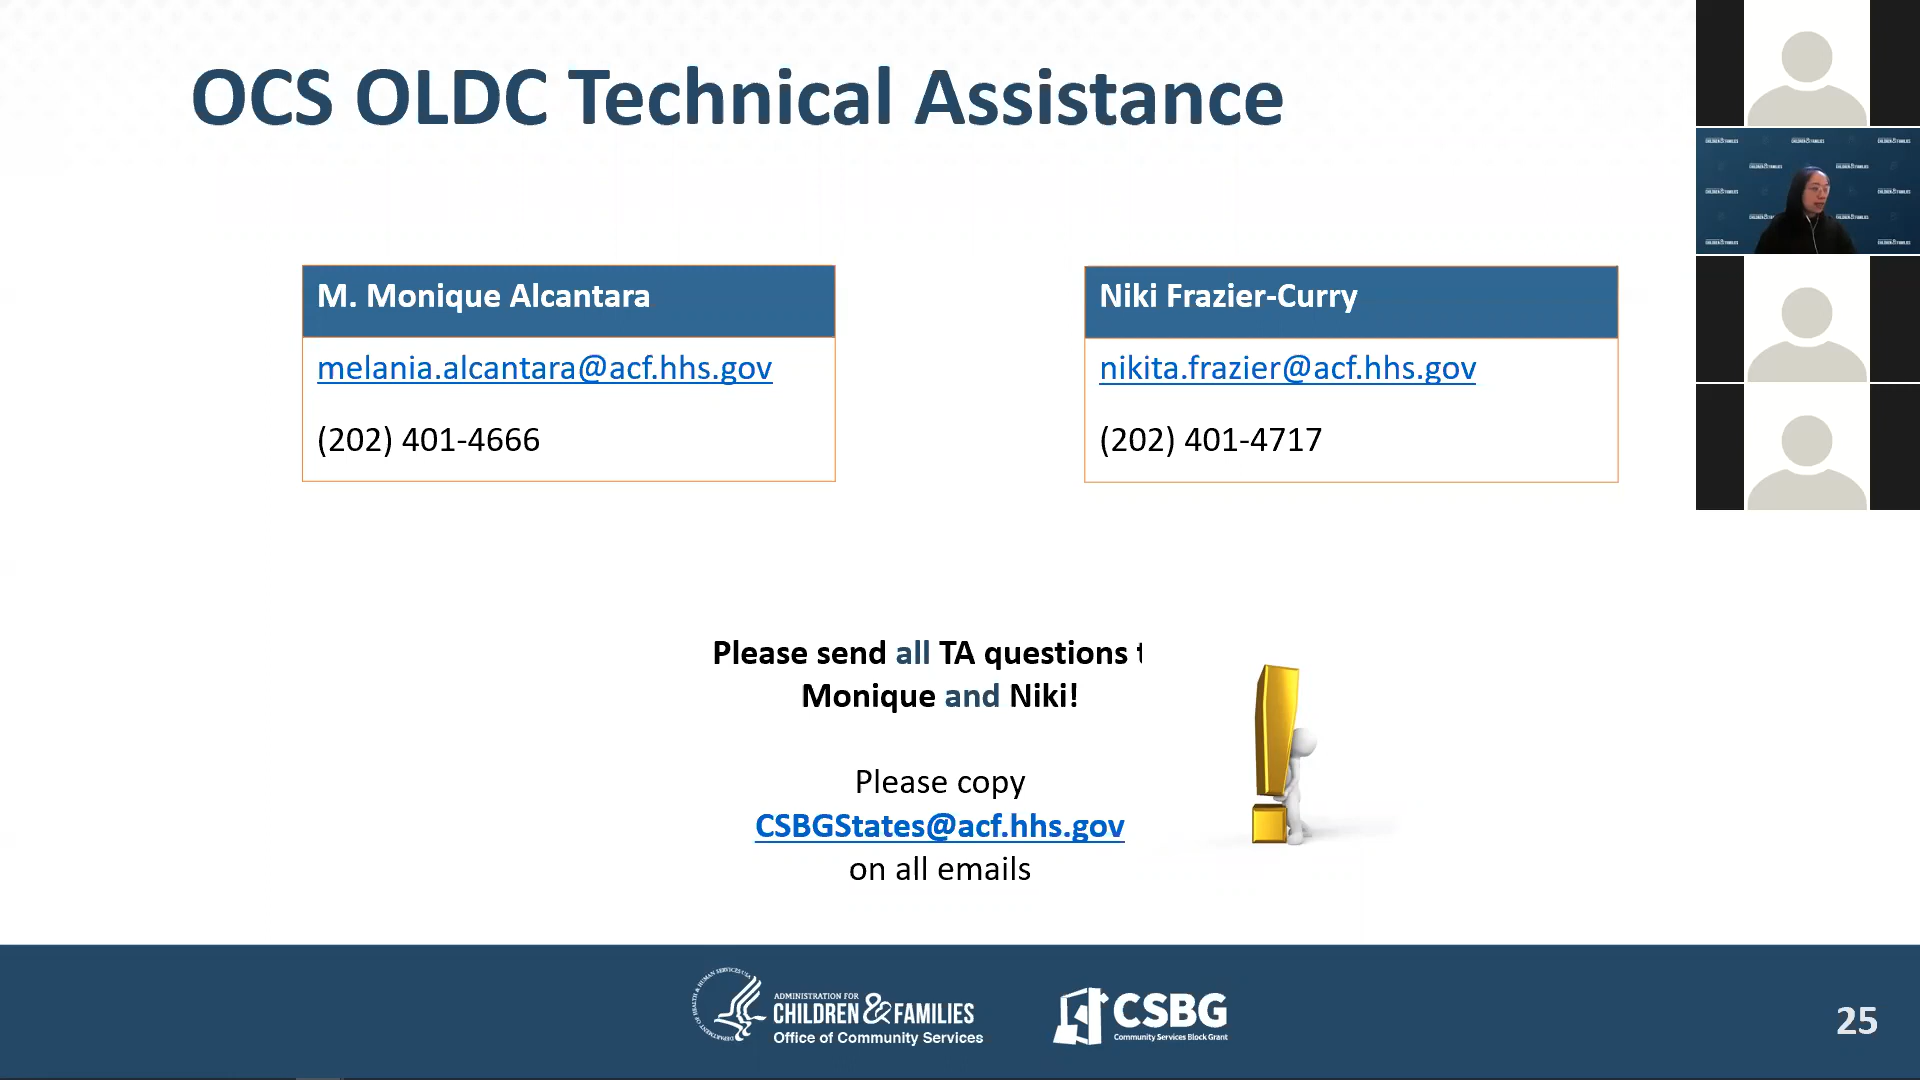 OCS OLDC Technical Assistance
M. Monique Alcantara
melania.alcantara@acf.hhs.gov
(202) 401-4666
Niki Frazier-Curry
nikita.frazier@acf.hhs.gov
(202) 401-4717
Please send all TA questions t
Monique and Niki!
Please copy
CSBGStates@acf.hhs.gov
on all emails
ADMINISTRATION FOR
CHILDREN & FAMILIES
Office of Community Services
CSBG
Community Services Block Grant
25